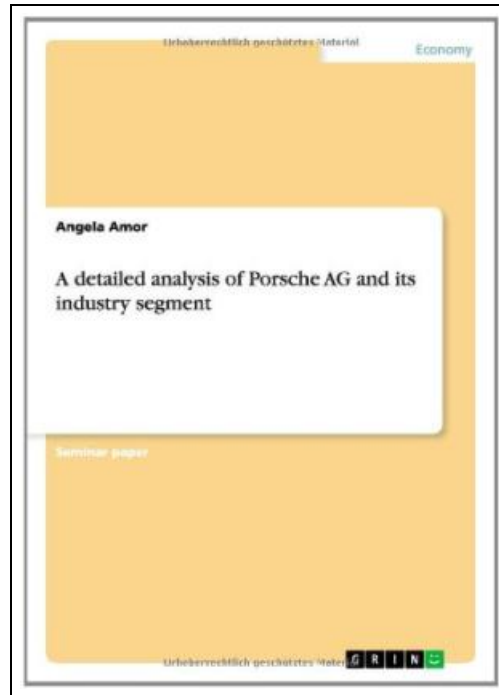 Urheberrechtlich geschütztes Material
Economy
Angela Amor
A detailed analysis of Porsche AG and its
industry segment
Seminar paper
Urheberrechtlich geschütztes Mater
GRIN